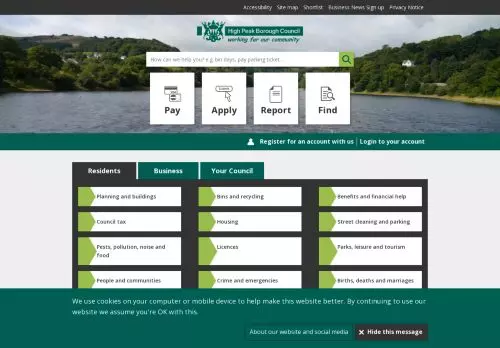 Accessibility Site map Shortlist Business News Sign up Privacy Notice
High Peak Borough Council
working for our community
How can we help you? e.g. bin days, pay parking ticket...
Pay Apply Report Find
Register for an account with us Login to your account
Residents Business Your Council
Planning and buildings Bins and recycling Benefits and financial help
Council tax Housing Street cleaning and parking
Pests, pollution, noise and food Licences Parks, leisure and tourism
People and communities Crime and emergencies Births, deaths and marriages
We use cookies on your computer or mobile device to help make this website better. By continuing to use our
website we assume you're OK with this.
About our website and social media Hide this message